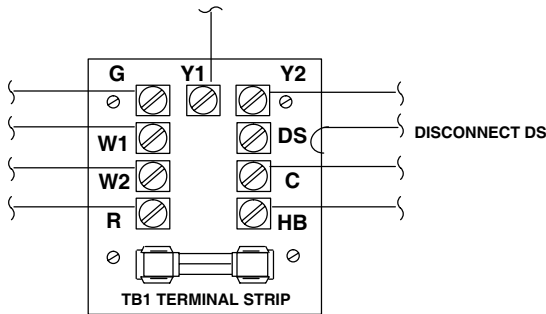 G Y1 Y2
W1 DS DISCONNECT DS
W2 C
R HB
TB1 TERMINAL STRIP